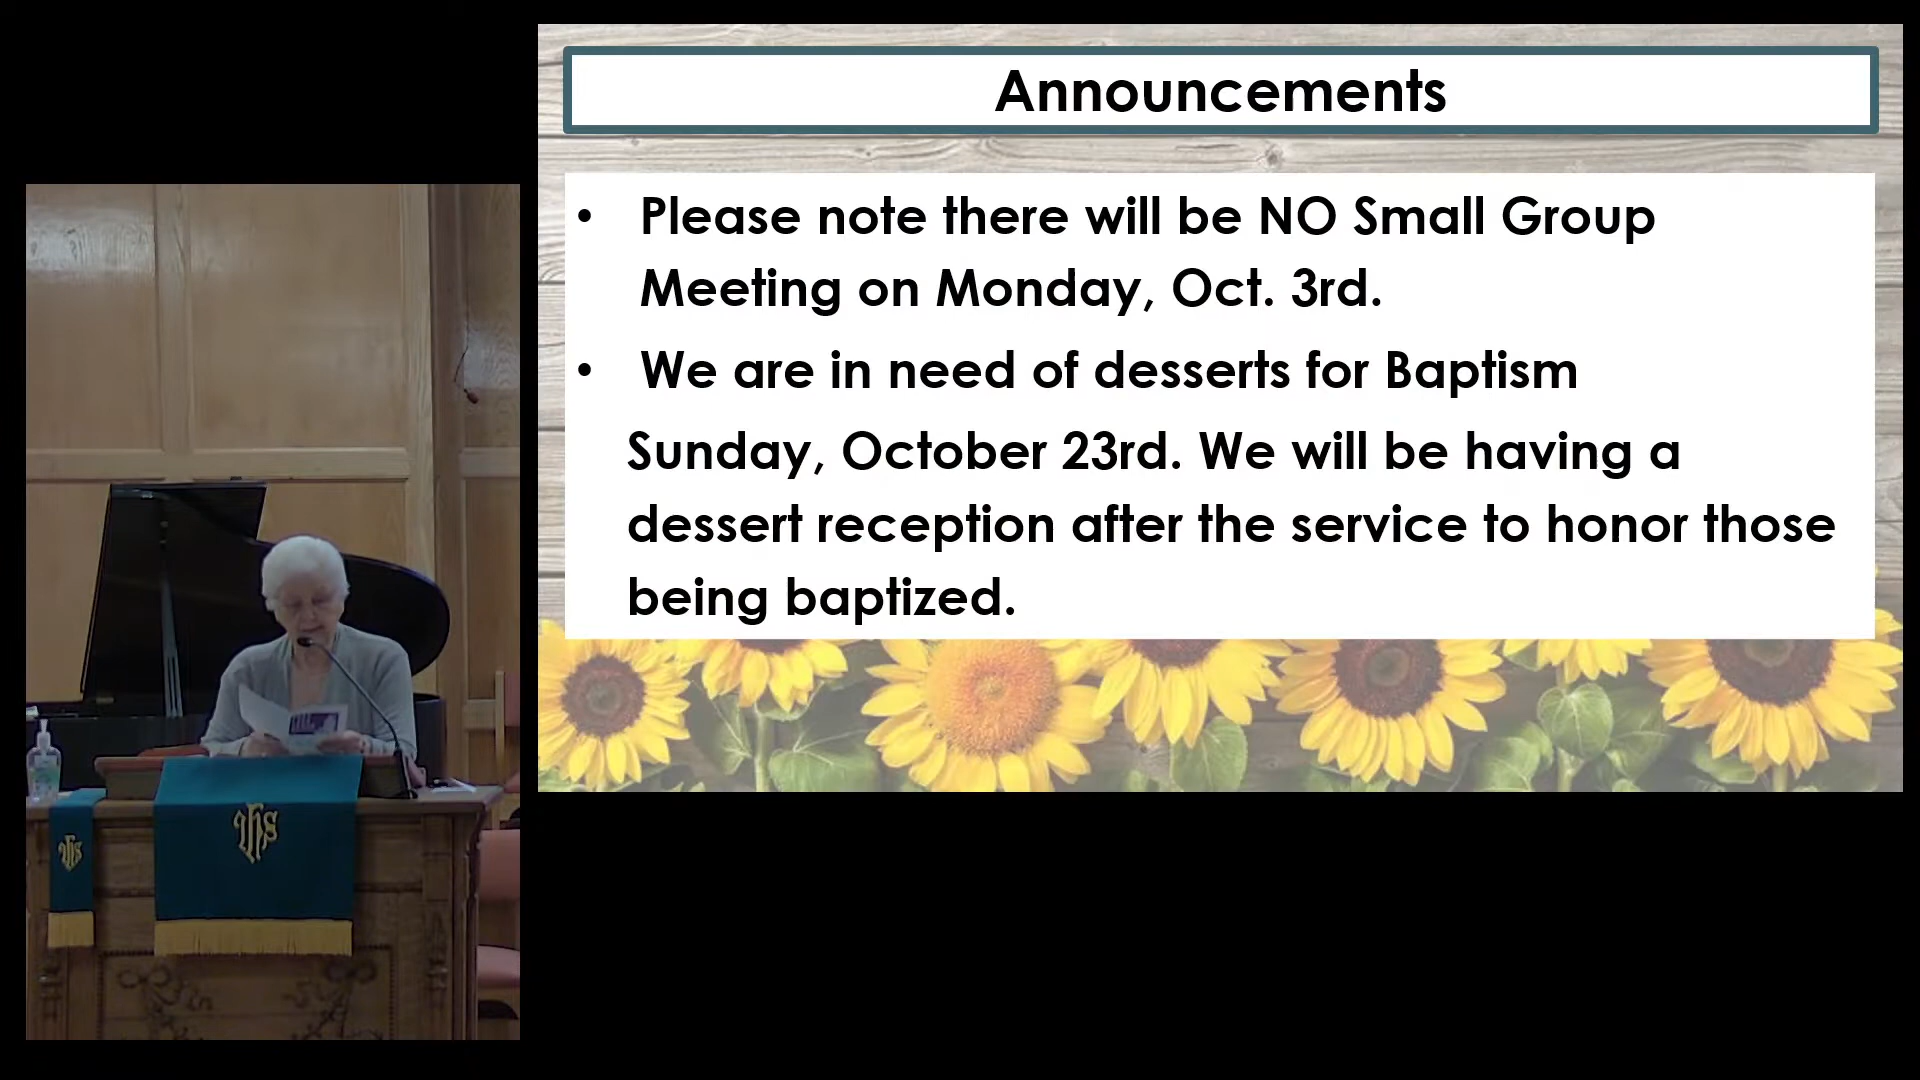 Announcements
• Please note there will be NO Small Group
Meeting on Monday, Oct. 3rd.
• We are in need of desserts for Baptism
Sunday, October 23rd. We will be having a
dessert reception after the service to honor those
being baptized.
ihs
ihs